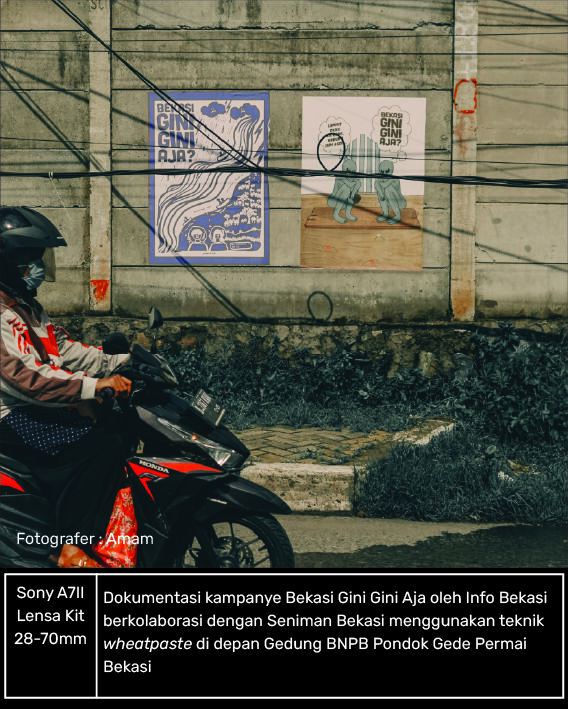 BEKASI
GINI
GINI
AJA?
BEKASI
GINI
GINI
AJA?
HONDA
Fotografer : Amam
Sony A7II
Lensa Kit
28-70mm
Dokumentasi kampanye Bekasi Gini Gini Aja oleh Info Bekasi
berkolaborasi dengan Seniman Bekasi menggunakan teknik
wheatpaste di depan Gedung BNPB Pondok Gede Permai
Bekasi